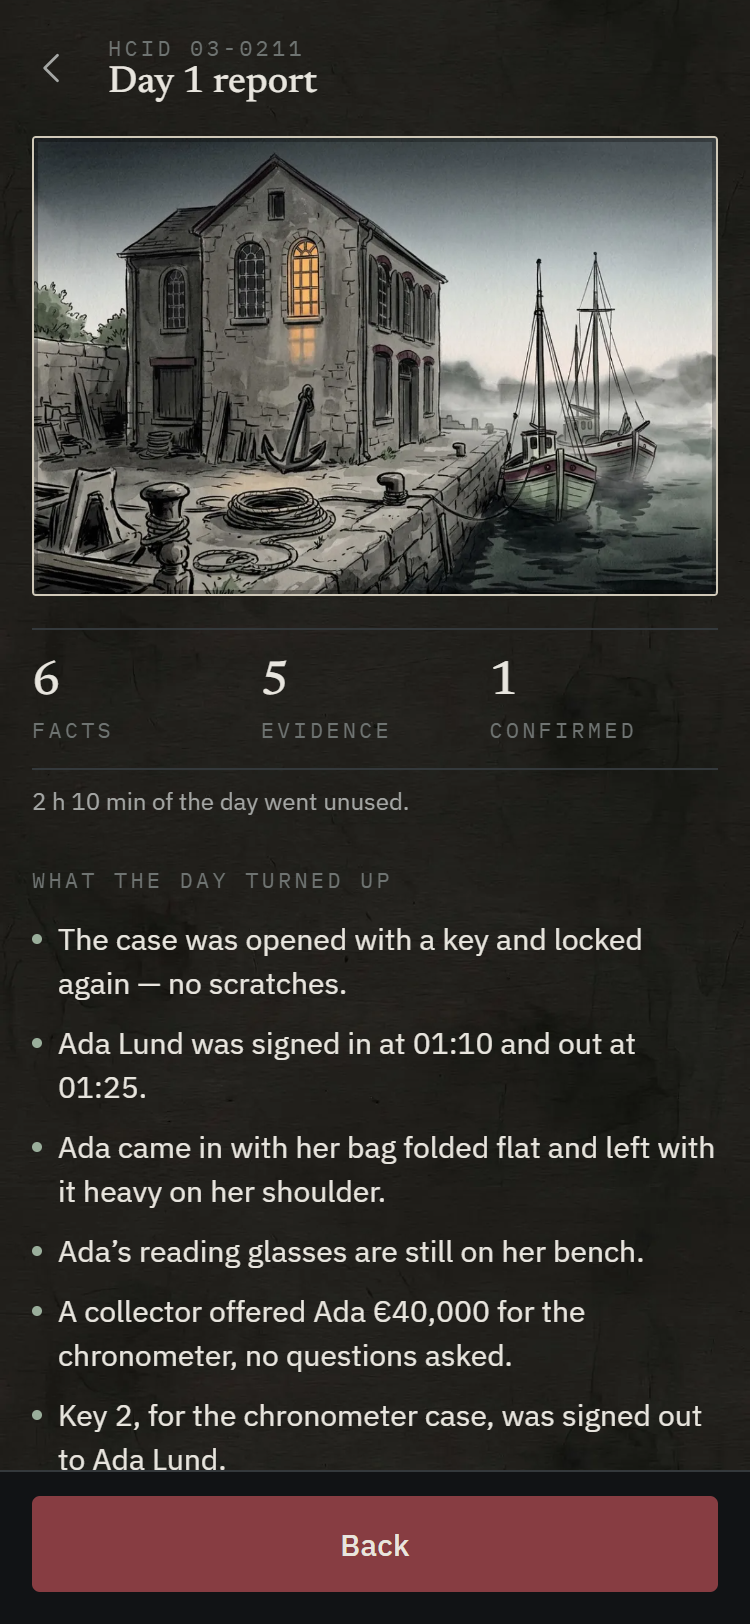 HCID 03-0211
Day 1 report
6
FACTS
5
EVIDENCE
1
CONFIRMED
2 h 10 min of the day went unused.
WHAT THE DAY TURNED UP
The case was opened with a key and locked
again — no scratches.
Ada Lund was signed in at 01:10 and out at
01:25.
Ada came in with her bag folded flat and left with
it heavy on her shoulder.
Ada’s reading glasses are still on her bench.
A collector offered Ada €40,000 for the
chronometer, no questions asked.
Key 2, for the chronometer case, was signed out
to Ada Lund.
Back